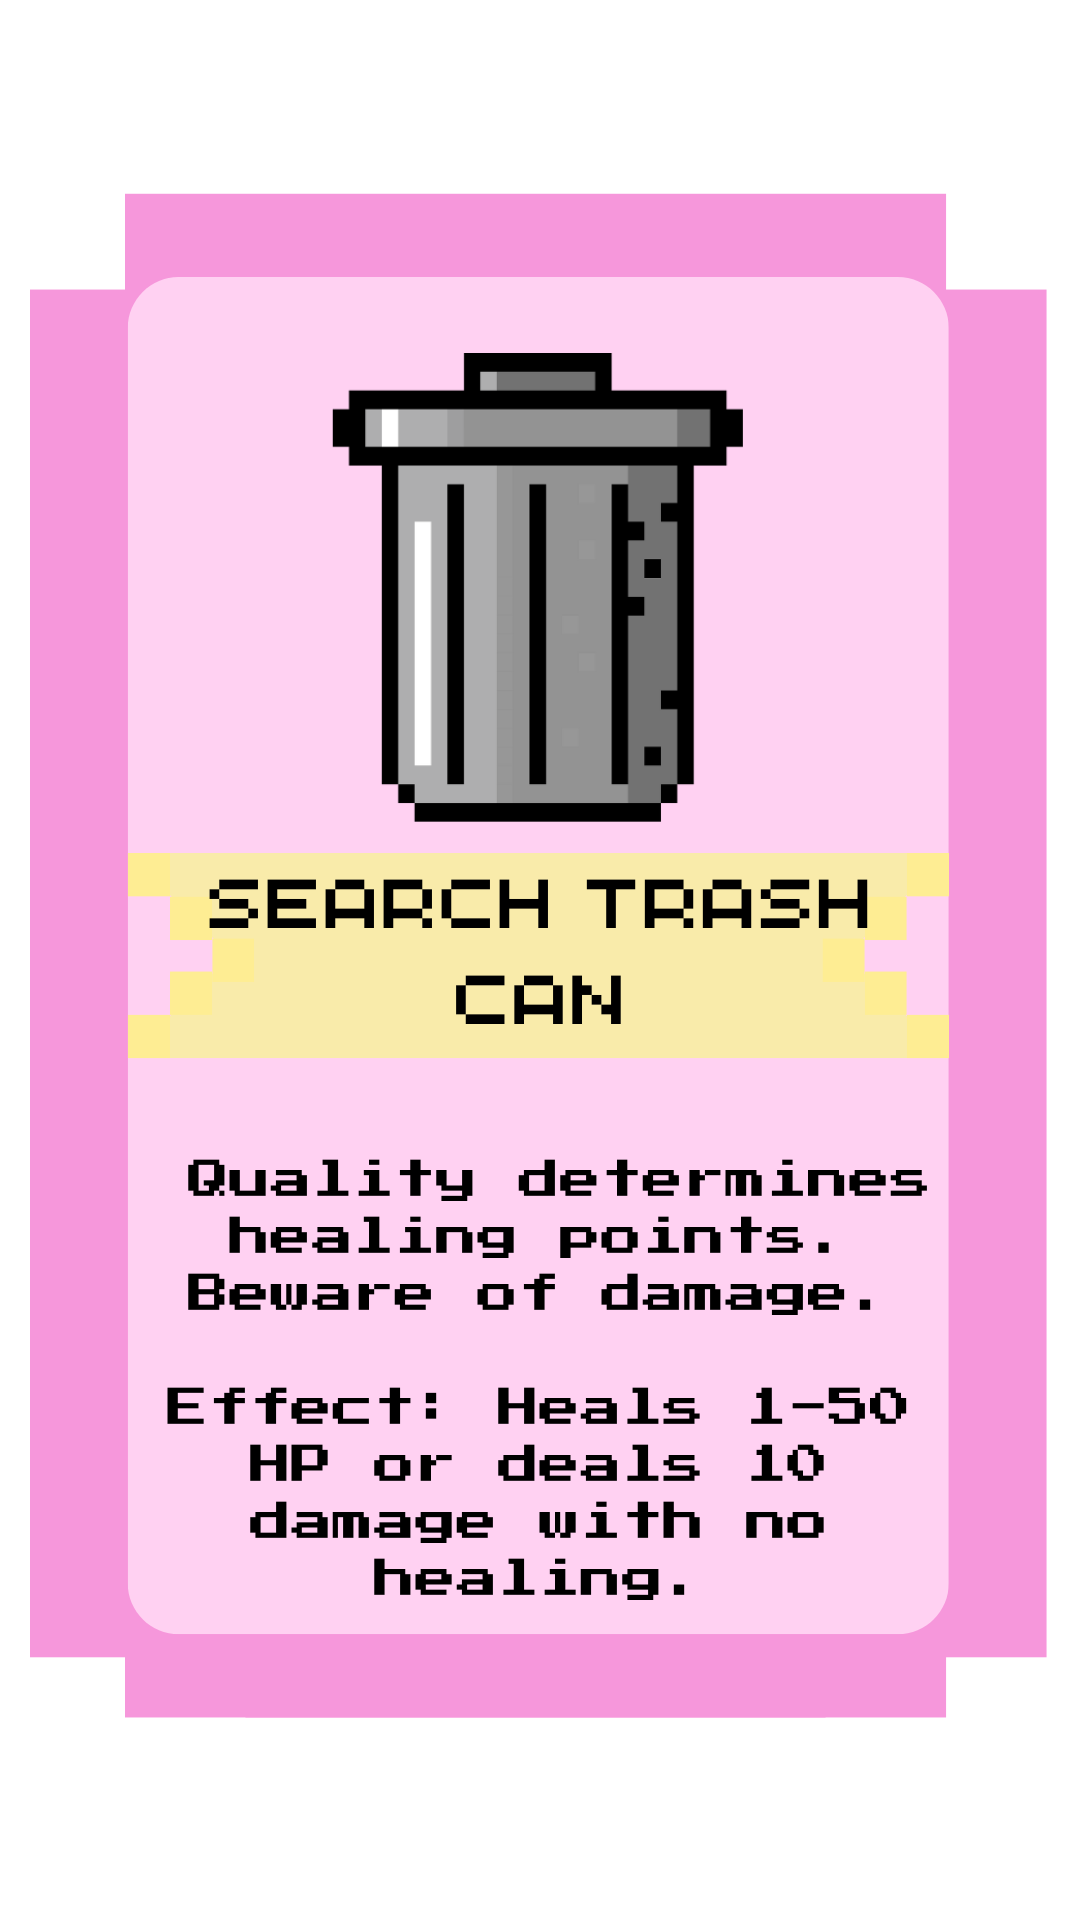 SEARCH TRASH
CAN
Quality determines
healing points.
Beware of damage.
Effect: Heals 1-50
HP or deals 10
damage with no
healing.